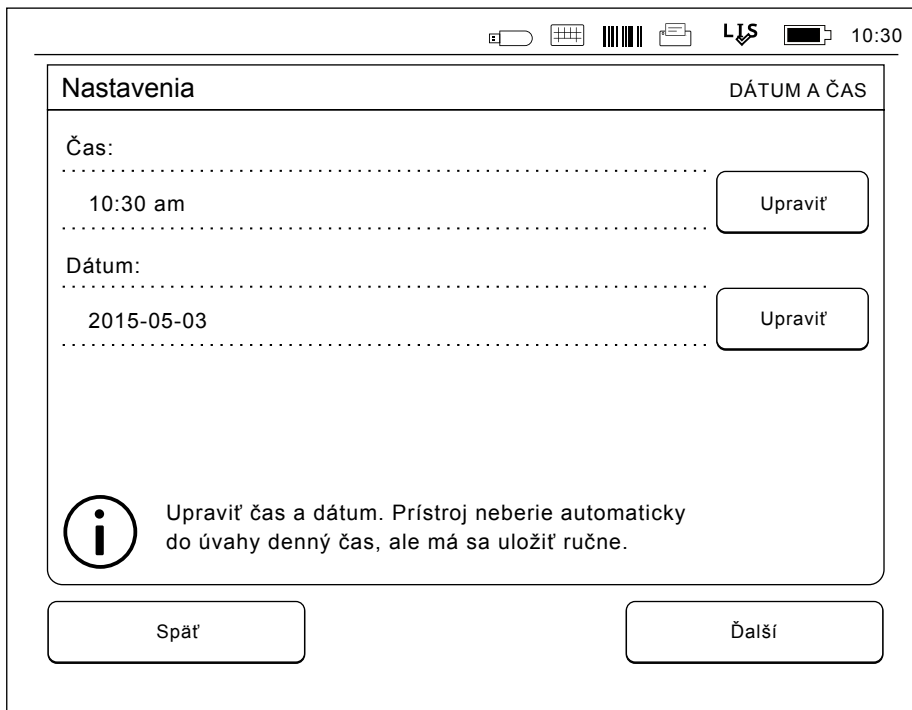 LIS 10:30
Nastavenia DÁTUM A ČAS
Čas:
10:30 am Upraviť
Dátum:
2015-05-03 Upraviť
Upraviť čas a dátum. Prístroj neberie automaticky
do úvahy denný čas, ale má sa uložiť ručne.
Späť Ďalší